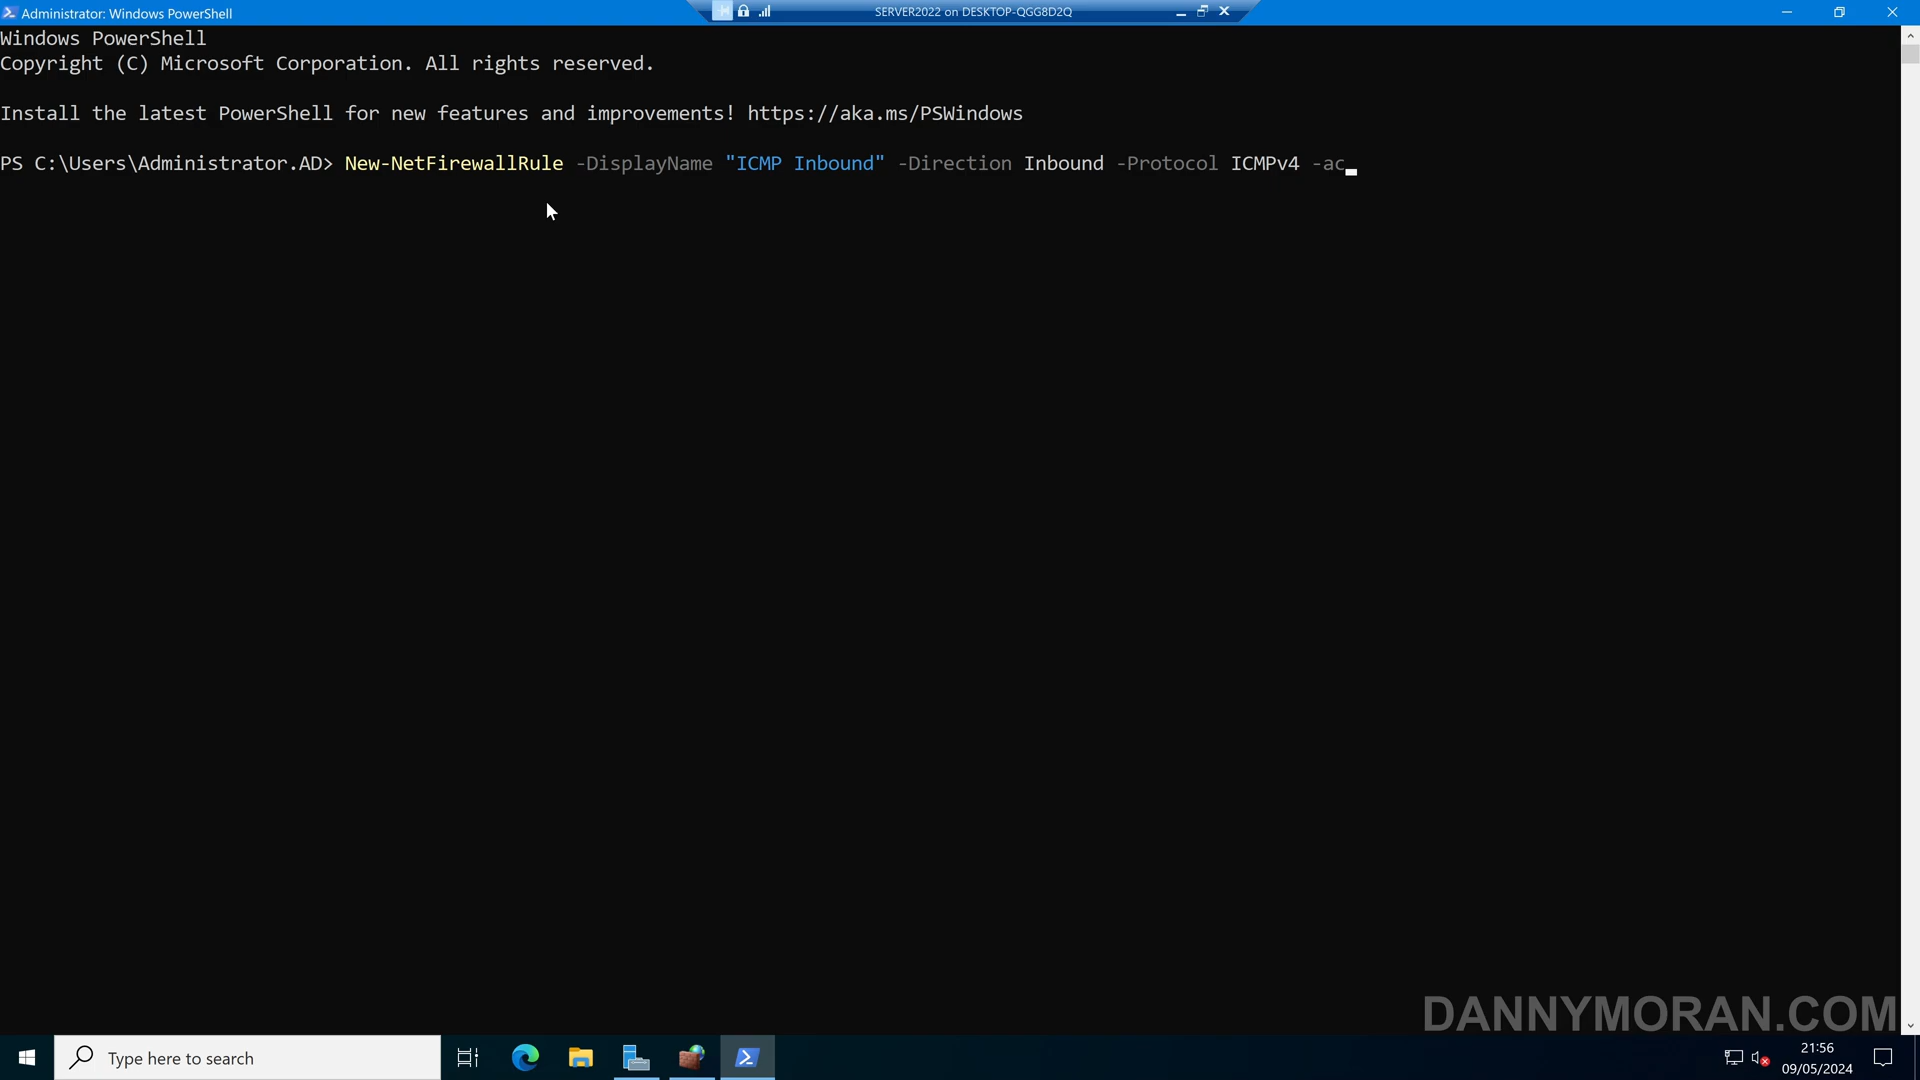 Administrator: Windows PowerShell
SERVER2022 on DESKTOP-QGG8D2Q
Windows PowerShell
Copyright (C) Microsoft Corporation. All rights reserved.
Install the latest PowerShell for new features and improvements! https://aka.ms/PSWindows
PS C:\Users\Administrator.AD> New-NetFirewallRule -DisplayName "ICMP Inbound" -Direction Inbound -Protocol ICMPv4 -ac
DANNYMORAN.COM
Type here to search
21:56
09/05/2024